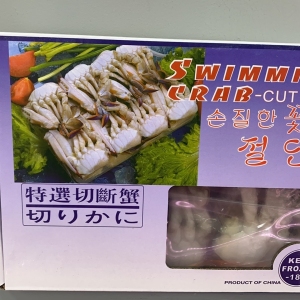 SWIMMI
CRAB-CUT
손질한 꽃
절단
特選切斷蟹
切りかに
KE
FRO
-18
PRODUCT OF CHINA